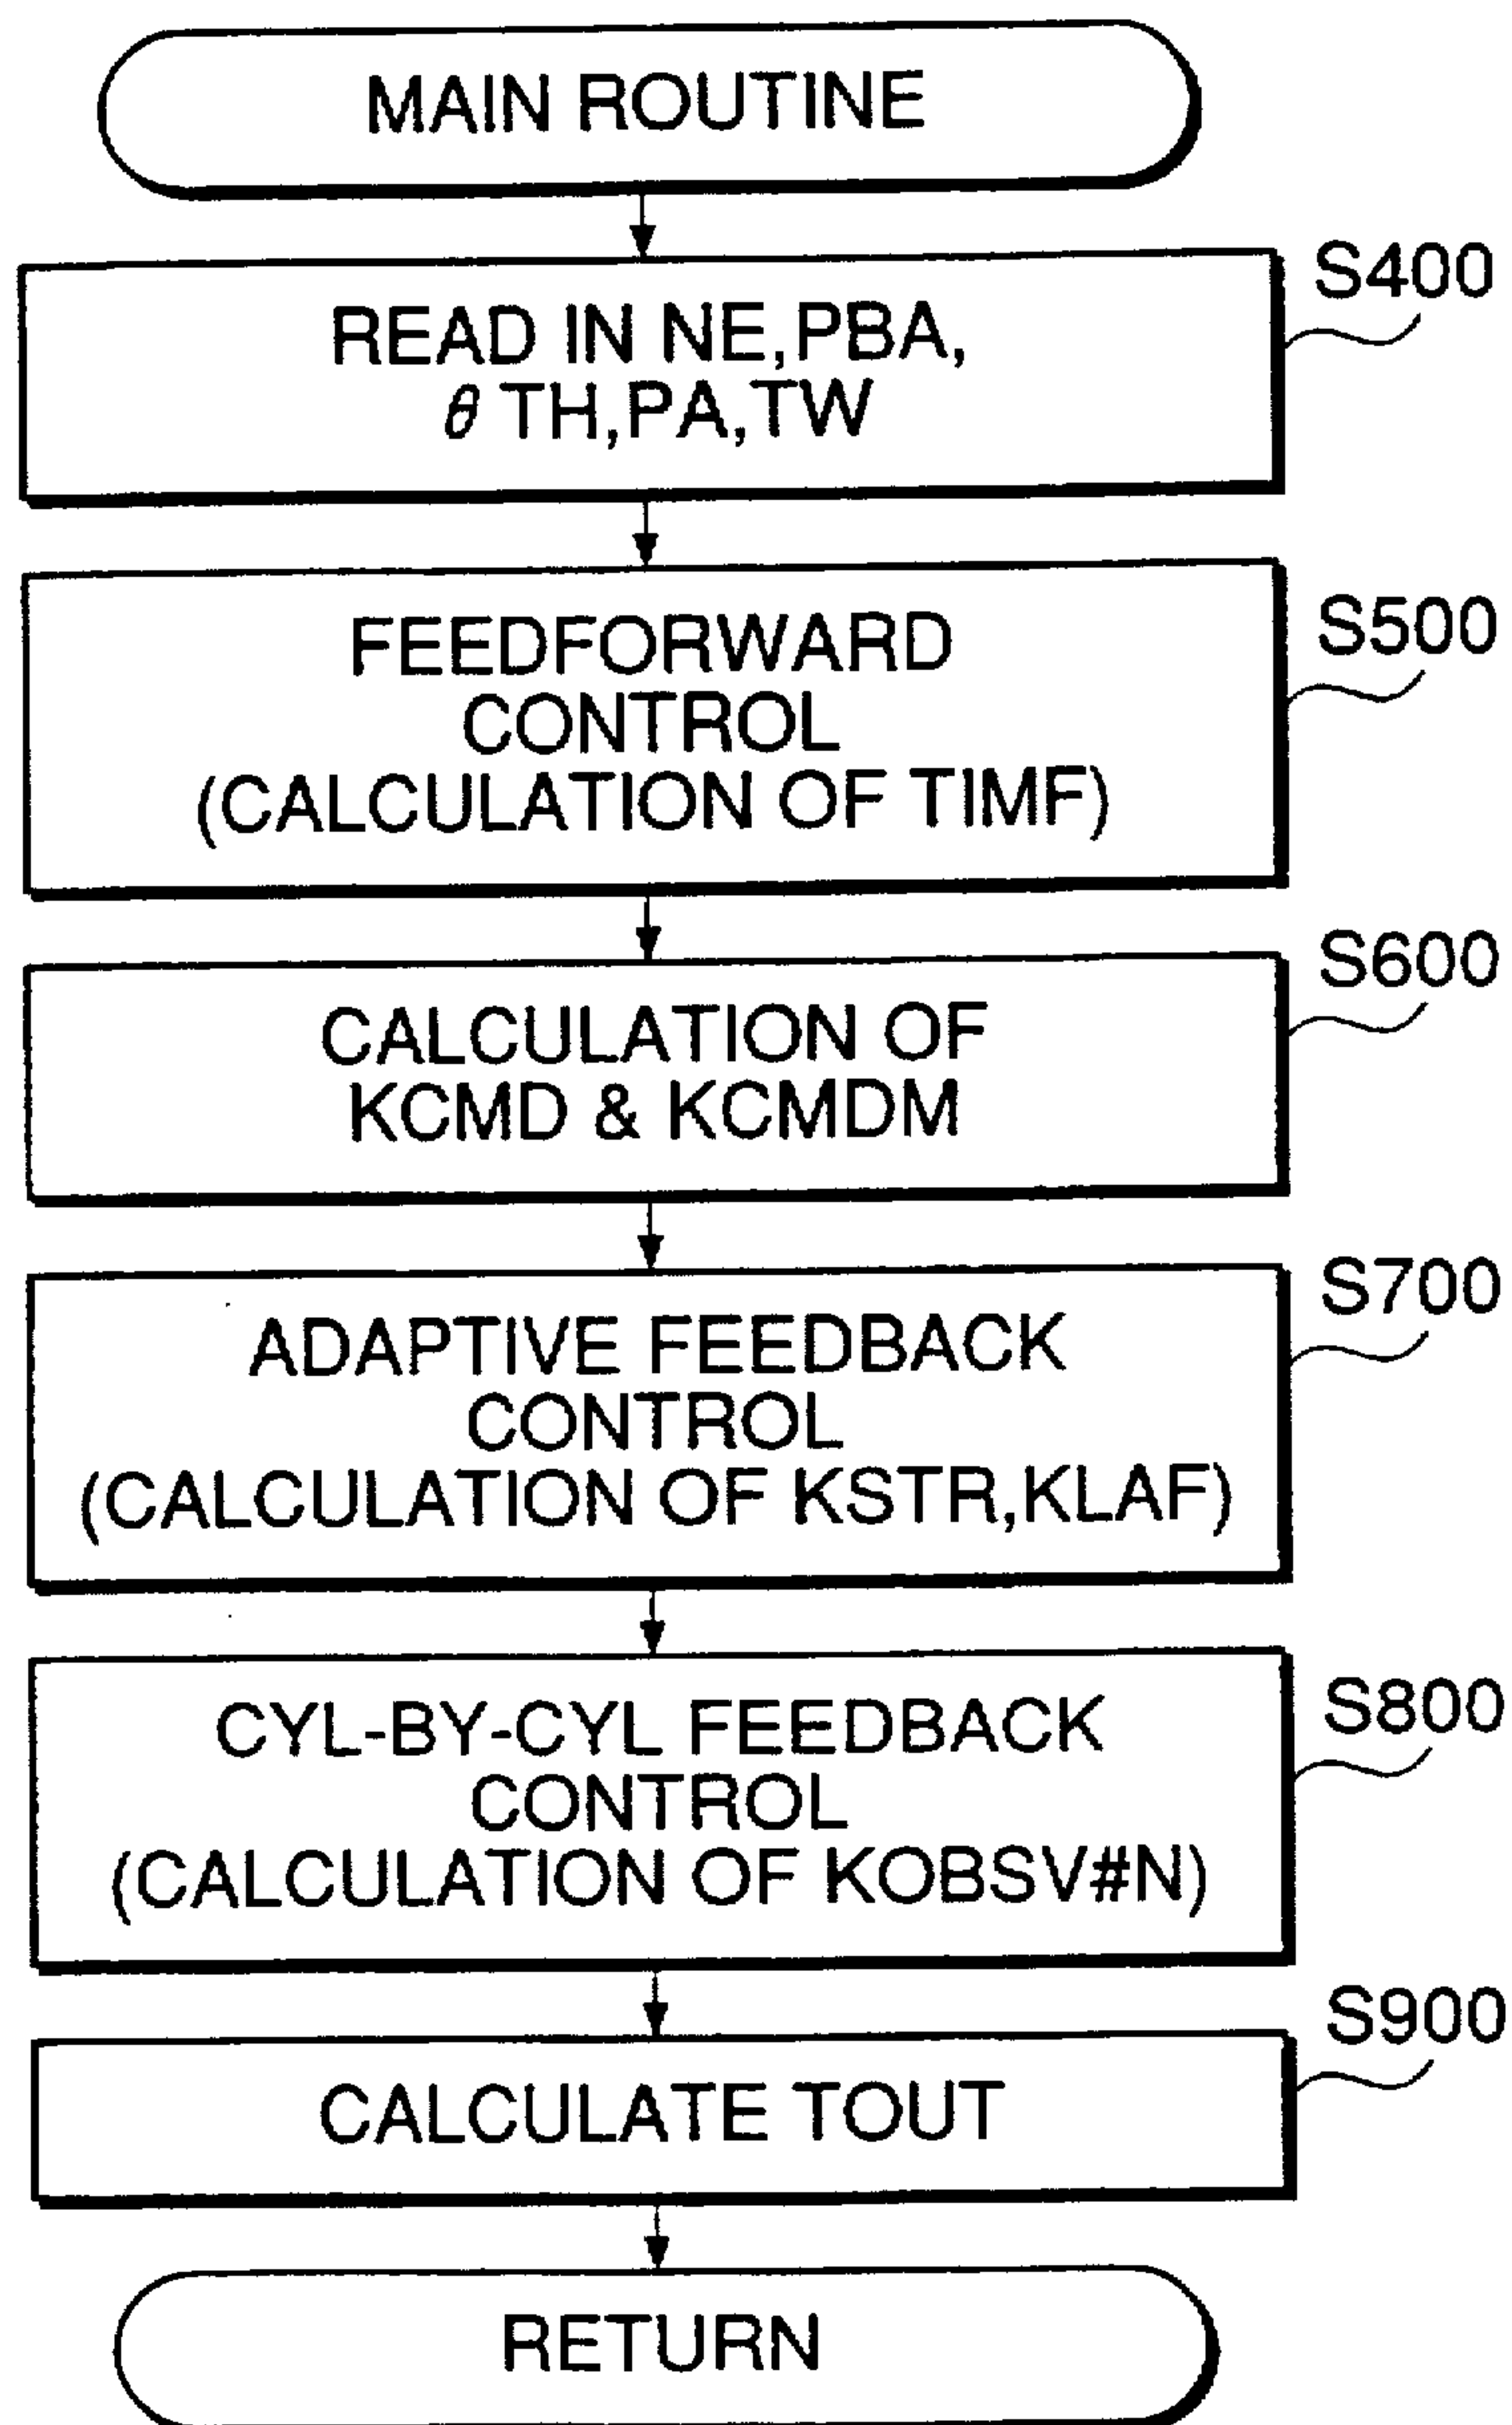 MAIN ROUTINE
S400
READ IN NE,PBA,
θ TH,PA,TW
S500
FEEDFORWARD
CONTROL
(CALCULATION OF TIMF)
S600
CALCULATION OF
KCMD & KCMDM
S700
ADAPTIVE FEEDBACK
CONTROL
(CALCULATION OF KSTR,KLAF)
S800
CYL-BY-CYL FEEDBACK
CONTROL
(CALCULATION OF KOBSV#N)
S900
CALCULATE TOUT
RETURN